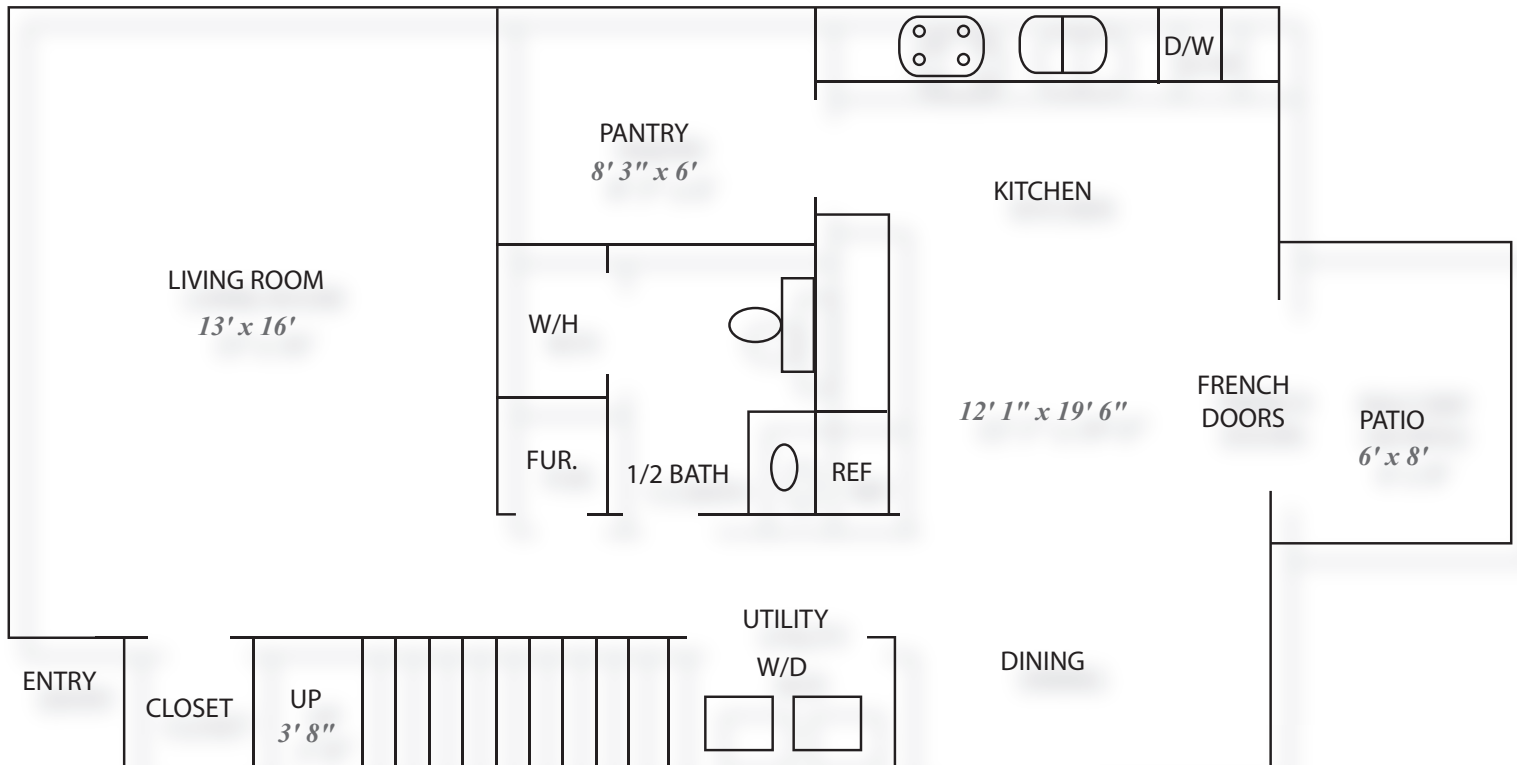 D/W
PANTRY
8' 3" x 6'
KITCHEN
LIVING ROOM
13' x 16'
W/H
FRENCH
DOORS
12' 1" x 19' 6"
PATIO
6' x 8'
FUR.
1/2 BATH
REF
UTILITY
W/D
DINING
ENTRY
CLOSET
UP
3' 8"